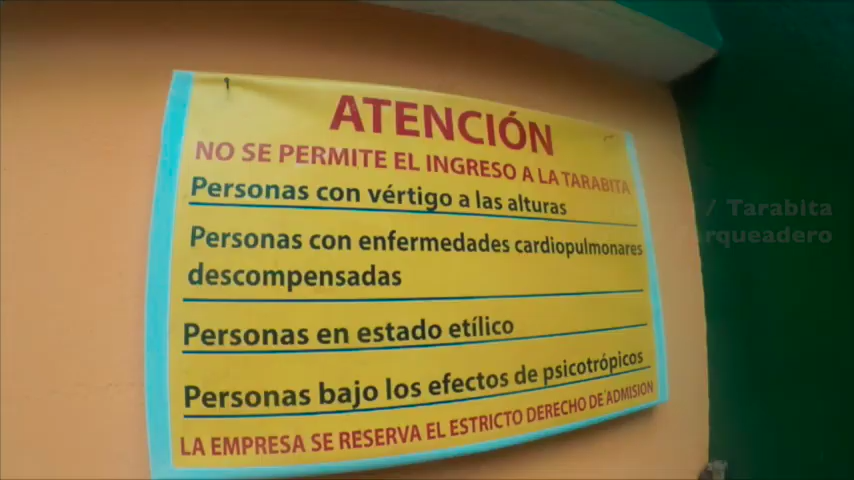 ATENCIÓN
NO SE PERMITE EL INGRESO A LA TARABITA
Personas con vértigo a las alturas
Personas con enfermedades cardiopulmonares
descompensadas
Personas en estado etílico
Personas bajo los efectos de psicotrópicos
LA EMPRESA SE RESERVA EL ESTRICTO DERECHO DE ADMISION
/ Tarabita